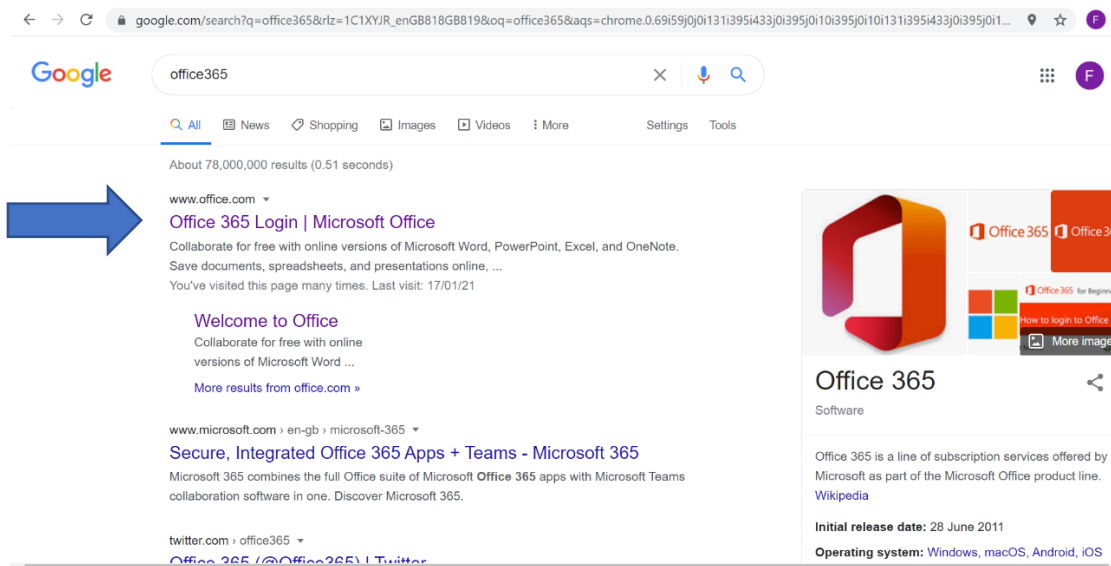 google.com/search?q=office365&rlz=1C1XYJR_enGB818GB819&oq=office365&aqs=chrome.0.69i59j0j0i131i395i433j0i395j0i10i395j0i10i131i395i433j0i395j0i1...
F
Google
office365
F
All News Shopping Images Videos More Settings Tools
About 78,000,000 results (0.51 seconds)
www.office.com
Office 365 Login | Microsoft Office
Collaborate for free with online versions of Microsoft Word, PowerPoint, Excel, and OneNote.
Save documents, spreadsheets, and presentations online, ...
You've visited this page many times. Last visit: 17/01/21
Welcome to Office
Collaborate for free with online
versions of Microsoft Word ...
More results from office.com »
www.microsoft.com › en-gb › microsoft-365
Secure, Integrated Office 365 Apps + Teams - Microsoft 365
Microsoft 365 combines the full Office suite of Microsoft Office 365 apps with Microsoft Teams
collaboration software in one. Discover Microsoft 365.
twitter.com › office365
Office 365 (@Office365) | Twitter
Office 365
Office 36
Office 365 for Beginne
How to login to Office
More image
Office 365
Software
Office 365 is a line of subscription services offered by
Microsoft as part of the Microsoft Office product line.
Wikipedia
Initial release date: 28 June 2011
Operating system: Windows, macOS, Android, iOS